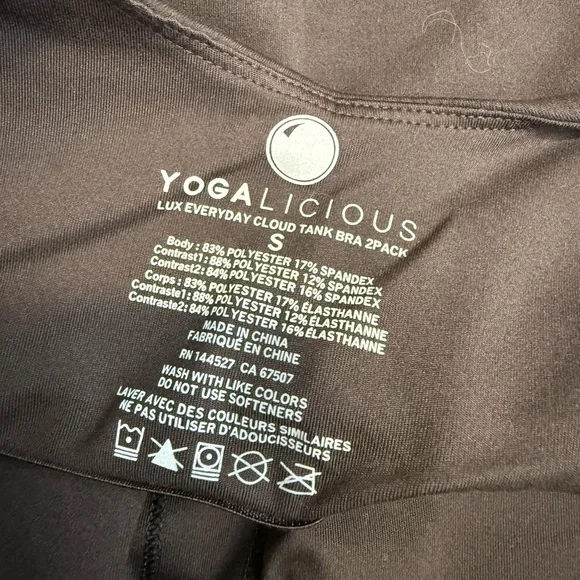 YOGALICIOUS
LUX EVERYDAY CLOUD TANK BRA 2PACK
S
Body : 83% POLYESTER 17% SPANDEX
Contrast1: 88% POLYESTER 12% SPANDEX
Contrast2: 84% POLYESTER 16% SPANDEX
Corps : 83% POLYESTER 17% ÉLASTHANNE
Contraste1: 88% POLYESTER 12% ÉLASTHANNE
Contraste2: 84% POLYESTER 16% ÉLASTHANNE
MADE IN CHINA
FABRIQUÉ EN CHINE
RN 144527 CA 67507
WASH WITH LIKE COLORS
DO NOT USE SOFTENERS
LAVER AVEC DES COULEURS SIMILAIRES
NE PAS UTILISER D'ADOUCISSEURS